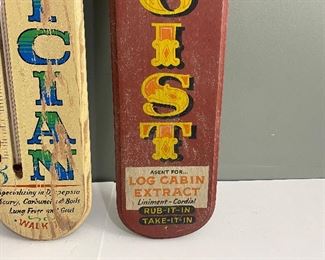 ICIAN
Specializing in Dyspepsia
Scurvy, Carbuncles & Boils
Lung Fever and Gout
WALK
GIST
AGENT FOR...
LOG CABIN
EXTRACT
Liniment - Cordial
RUB-IT-IN
TAKE-IT-IN